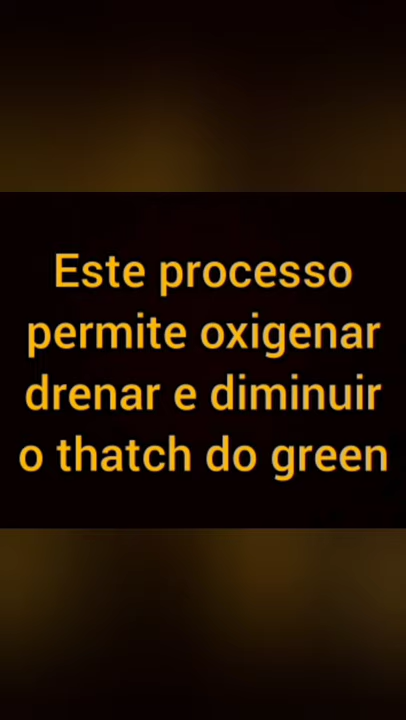 Este processo
permite oxigenar
drenar e diminuir
o thatch do green